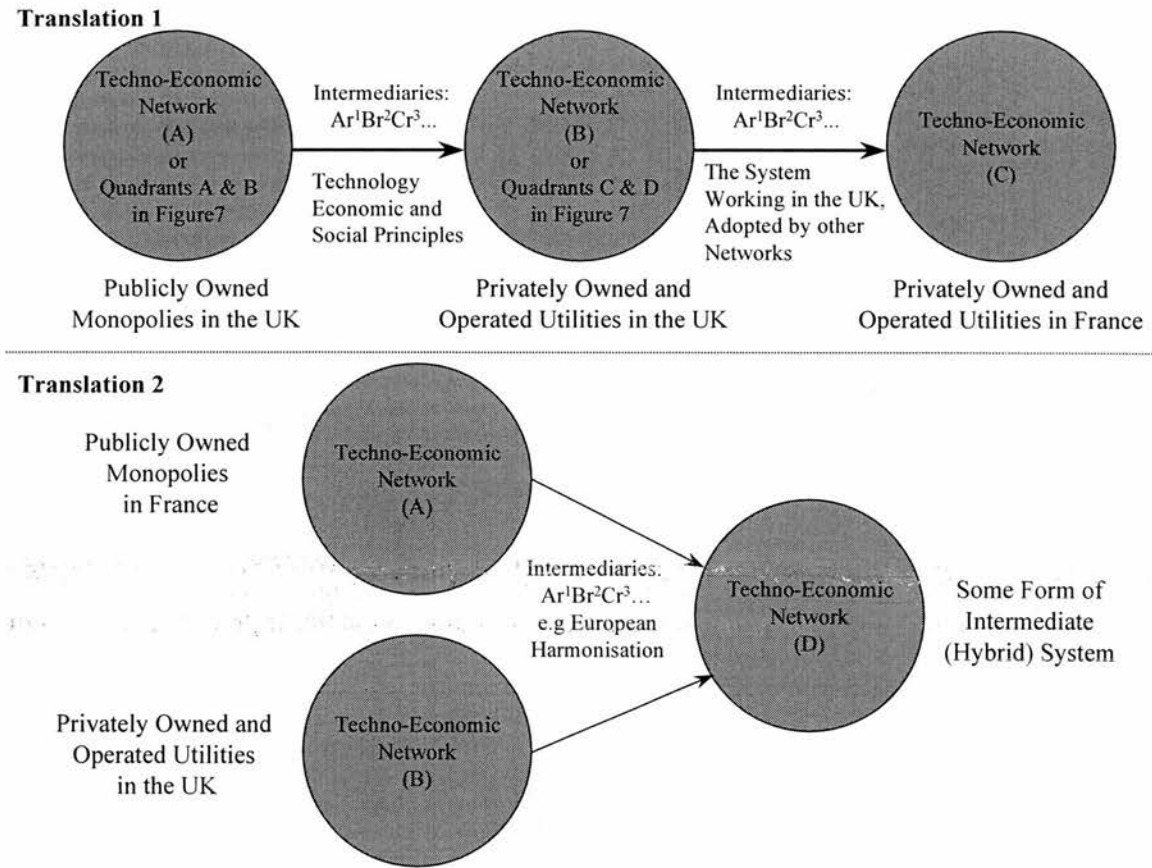 Translation 1
Techno-Economic
Network
(A)
or
Quadrants A & B
in Figure7
Intermediaries:
Ar¹Br²Cr³...
Technology
Economic and
Social Principles
Techno-Economic
Network
(B)
or
Quadrants C & D
in Figure 7
Intermediaries:
Ar¹Br²Cr³...
The System
Working in the UK,
Adopted by other
Networks
Techno-Economic
Network
(C)
Publicly Owned
Monopolies in the UK
Privately Owned and
Operated Utilities in the UK
Privately Owned and
Operated Utilities in France
Translation 2
Publicly Owned
Monopolies
in France
Techno-Economic
Network
(A)
Intermediaries:
Ar¹Br²Cr³...
e.g European
Harmonisation
Techno-Economic
Network
(D)
Some Form of
Intermediate
(Hybrid) System
Privately Owned and
Operated Utilities
in the UK
Techno-Economic
Network
(B)